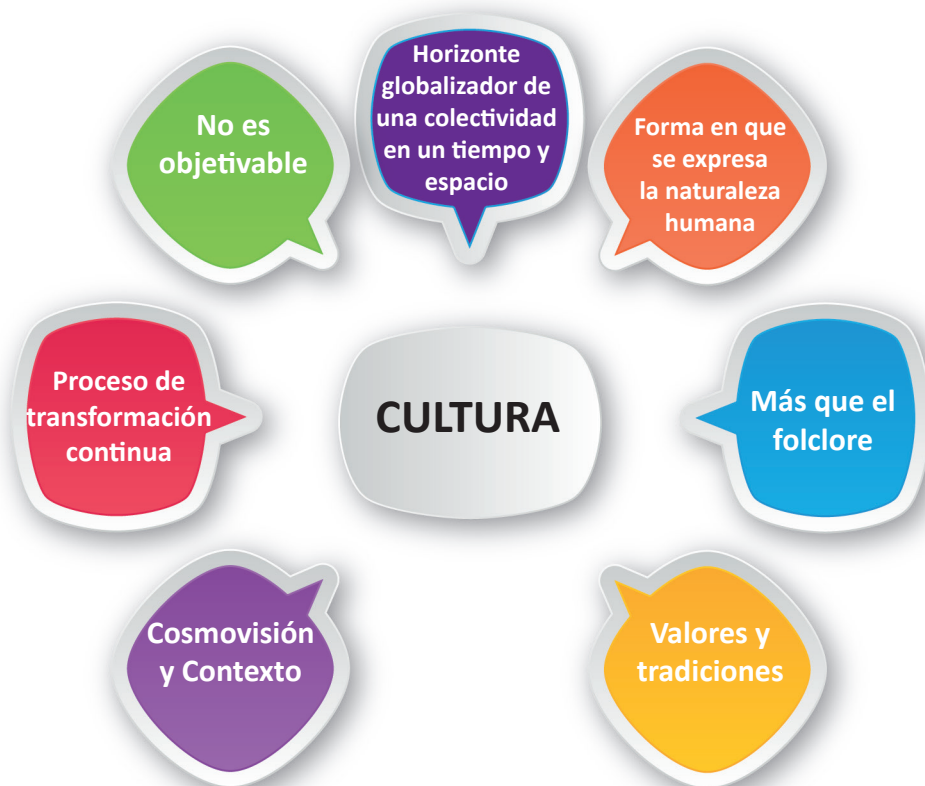 Horizonte
globalizador de
una colectividad
en un tiempo y
espacio
No es
objetivable
Forma en que
se expresa
la naturaleza
humana
Proceso de
transformación
continua
CULTURA
Más que el
folclore
Cosmovisión
y Contexto
Valores y
tradiciones